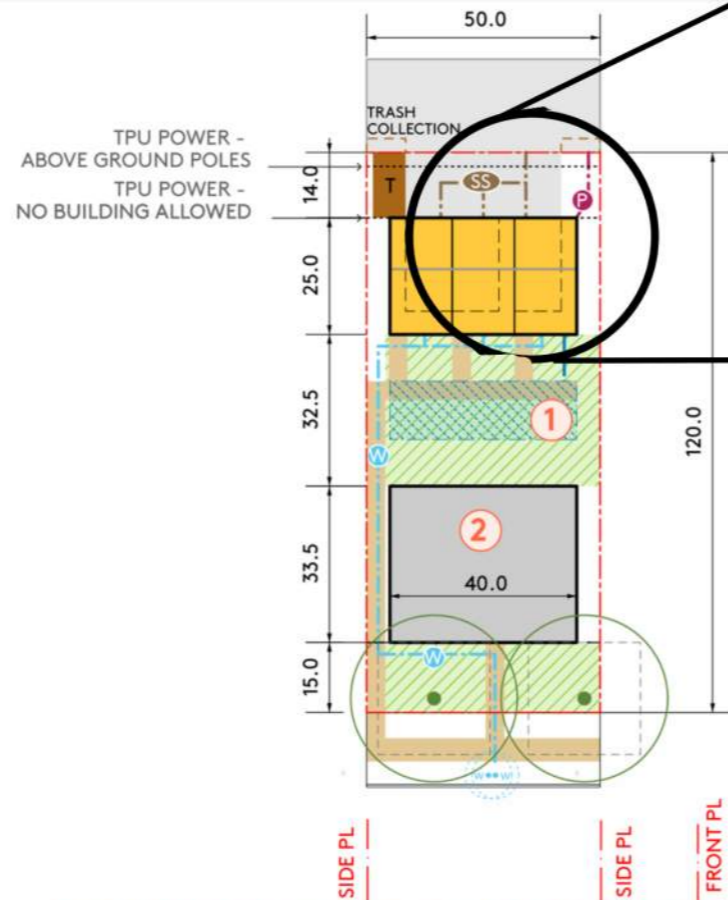 50.0
TRASH
COLLECTION
TPU POWER -
ABOVE GROUND POLES
TPU POWER -
NO BUILDING ALLOWED
14.0
T
SS
P
25.0
32.5
1
120.0
W
33.5
2
40.0
15.0
W
W
W
SIDE PL
SIDE PL
FRONT PL